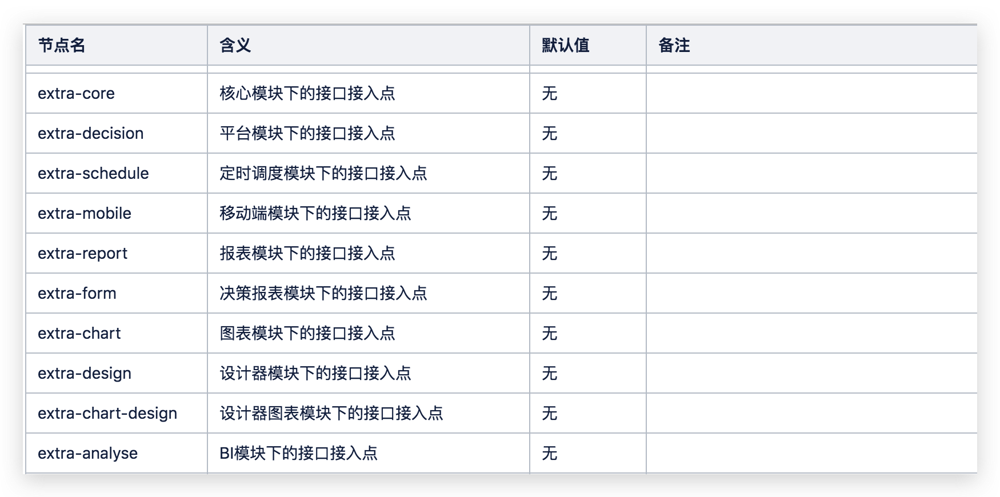 节点名 含义 默认值 备注
extra-core 核心模块下的接口接入点 无
extra-decision 平台模块下的接口接入点 无
extra-schedule 定时调度模块下的接口接入点 无
extra-mobile 移动端模块下的接口接入点 无
extra-report 报表模块下的接口接入点 无
extra-form 决策报表模块下的接口接入点 无
extra-chart 图表模块下的接口接入点 无
extra-design 设计器模块下的接口接入点 无
extra-chart-design 设计器图表模块下的接口接入点 无
extra-analyse BI模块下的接口接入点 无